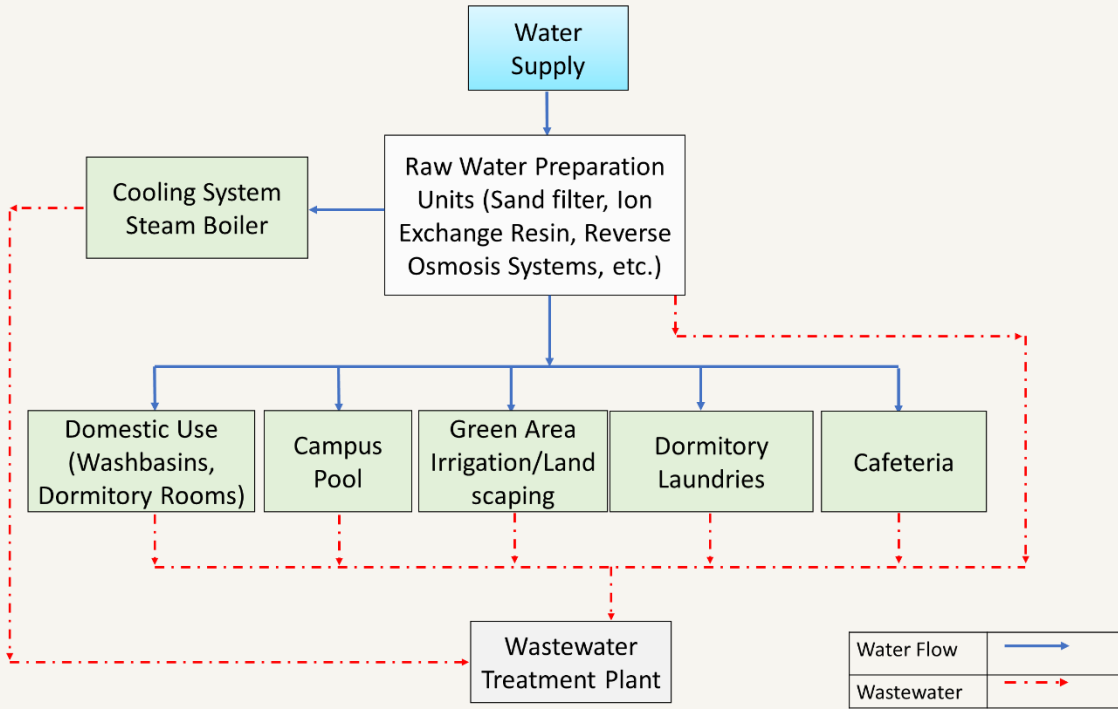 Water
Supply
Raw Water Preparation
Units (Sand filter, Ion
Exchange Resin, Reverse
Osmosis Systems, etc.)
Cooling System
Steam Boiler
Domestic Use
(Washbasins,
Dormitory Rooms)
Campus
Pool
Green Area
Irrigation/Land
scaping
Dormitory
Laundries
Cafeteria
Wastewater
Treatment Plant
Water Flow
Wastewater